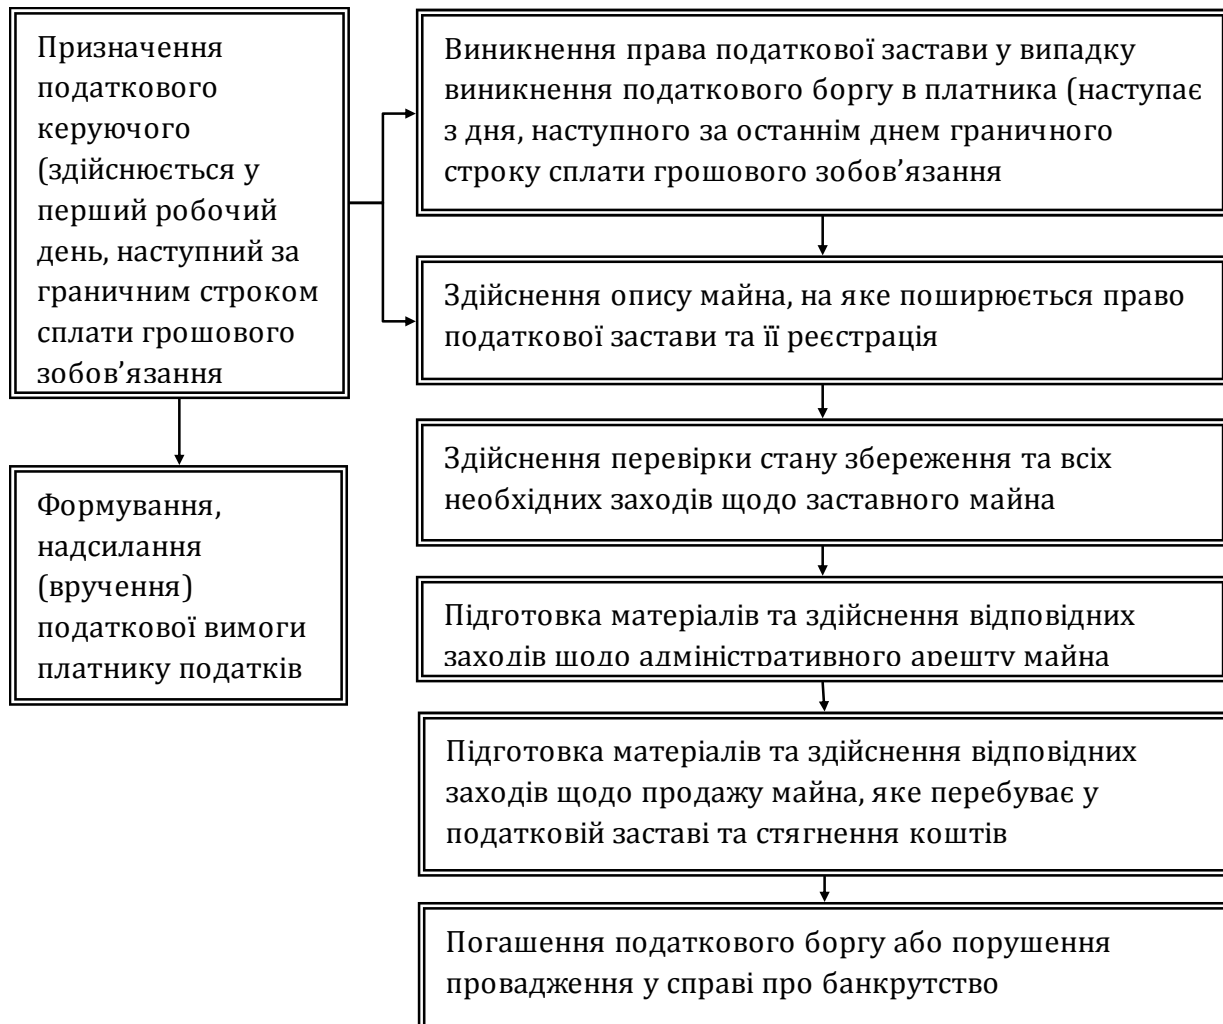 Призначення
податкового
керуючого
(здійснюється у
перший робочий
день, наступний за
граничним строком
сплати грошового
зобов’язання
Формування,
надсилання
(вручення)
податкової вимоги
платнику податків
Виникнення права податкової застави у випадку
виникнення податкового боргу в платника (наступає
з дня, наступного за останнім днем граничного
строку сплати грошового зобов’язання
Здійснення опису майна, на яке поширюється право
податкової застави та її реєстрація
Здійснення перевірки стану збереження та всіх
необхідних заходів щодо заставного майна
Підготовка матеріалів та здійснення відповідних
заходів щодо адміністративного арешту майна
Підготовка матеріалів та здійснення відповідних
заходів щодо продажу майна, яке перебуває у
податковій заставі та стягнення коштів
Погашення податкового боргу або порушення
провадження у справі про банкрутство